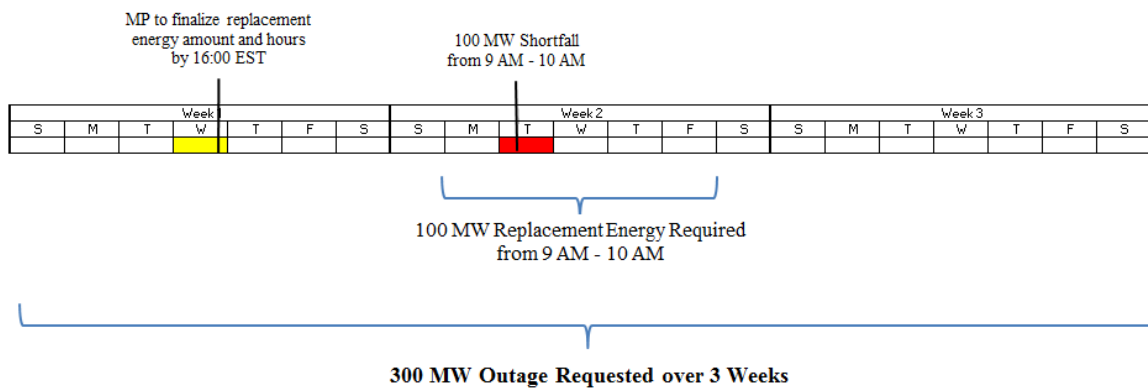 MP to finalize replacement
energy amount and hours
by 16:00 EST
100 MW Shortfall
from 9 AM - 10 AM
Week Week 2 Week 3
S M T W T F S S M T W T F S S M T W T F S
100 MW Replacement Energy Required
from 9 AM - 10 AM
300 MW Outage Requested over 3 Weeks